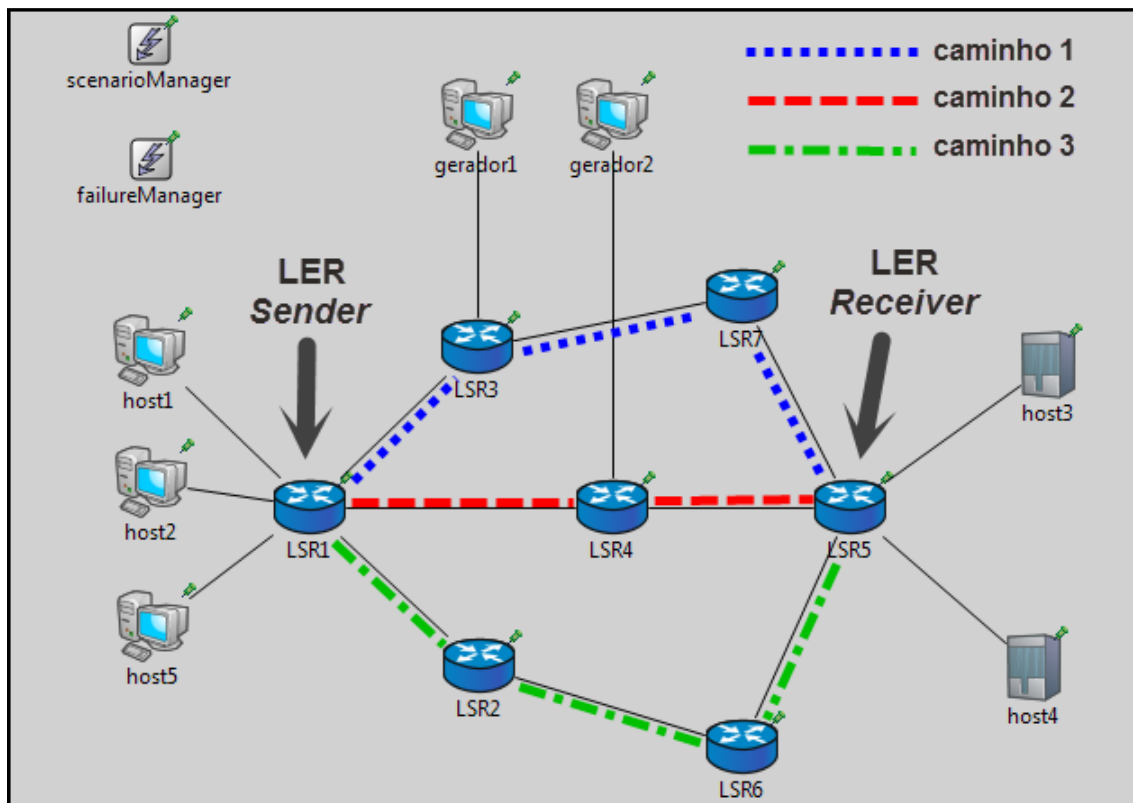 scenarioManager
failureManager
gerador1
gerador2
caminho 1
caminho 2
caminho 3
LER
Sender
LER
Receiver
host1
host2
host5
LSR3
LSR7
LSR1
LSR4
LSR5
LSR2
LSR6
host3
host4